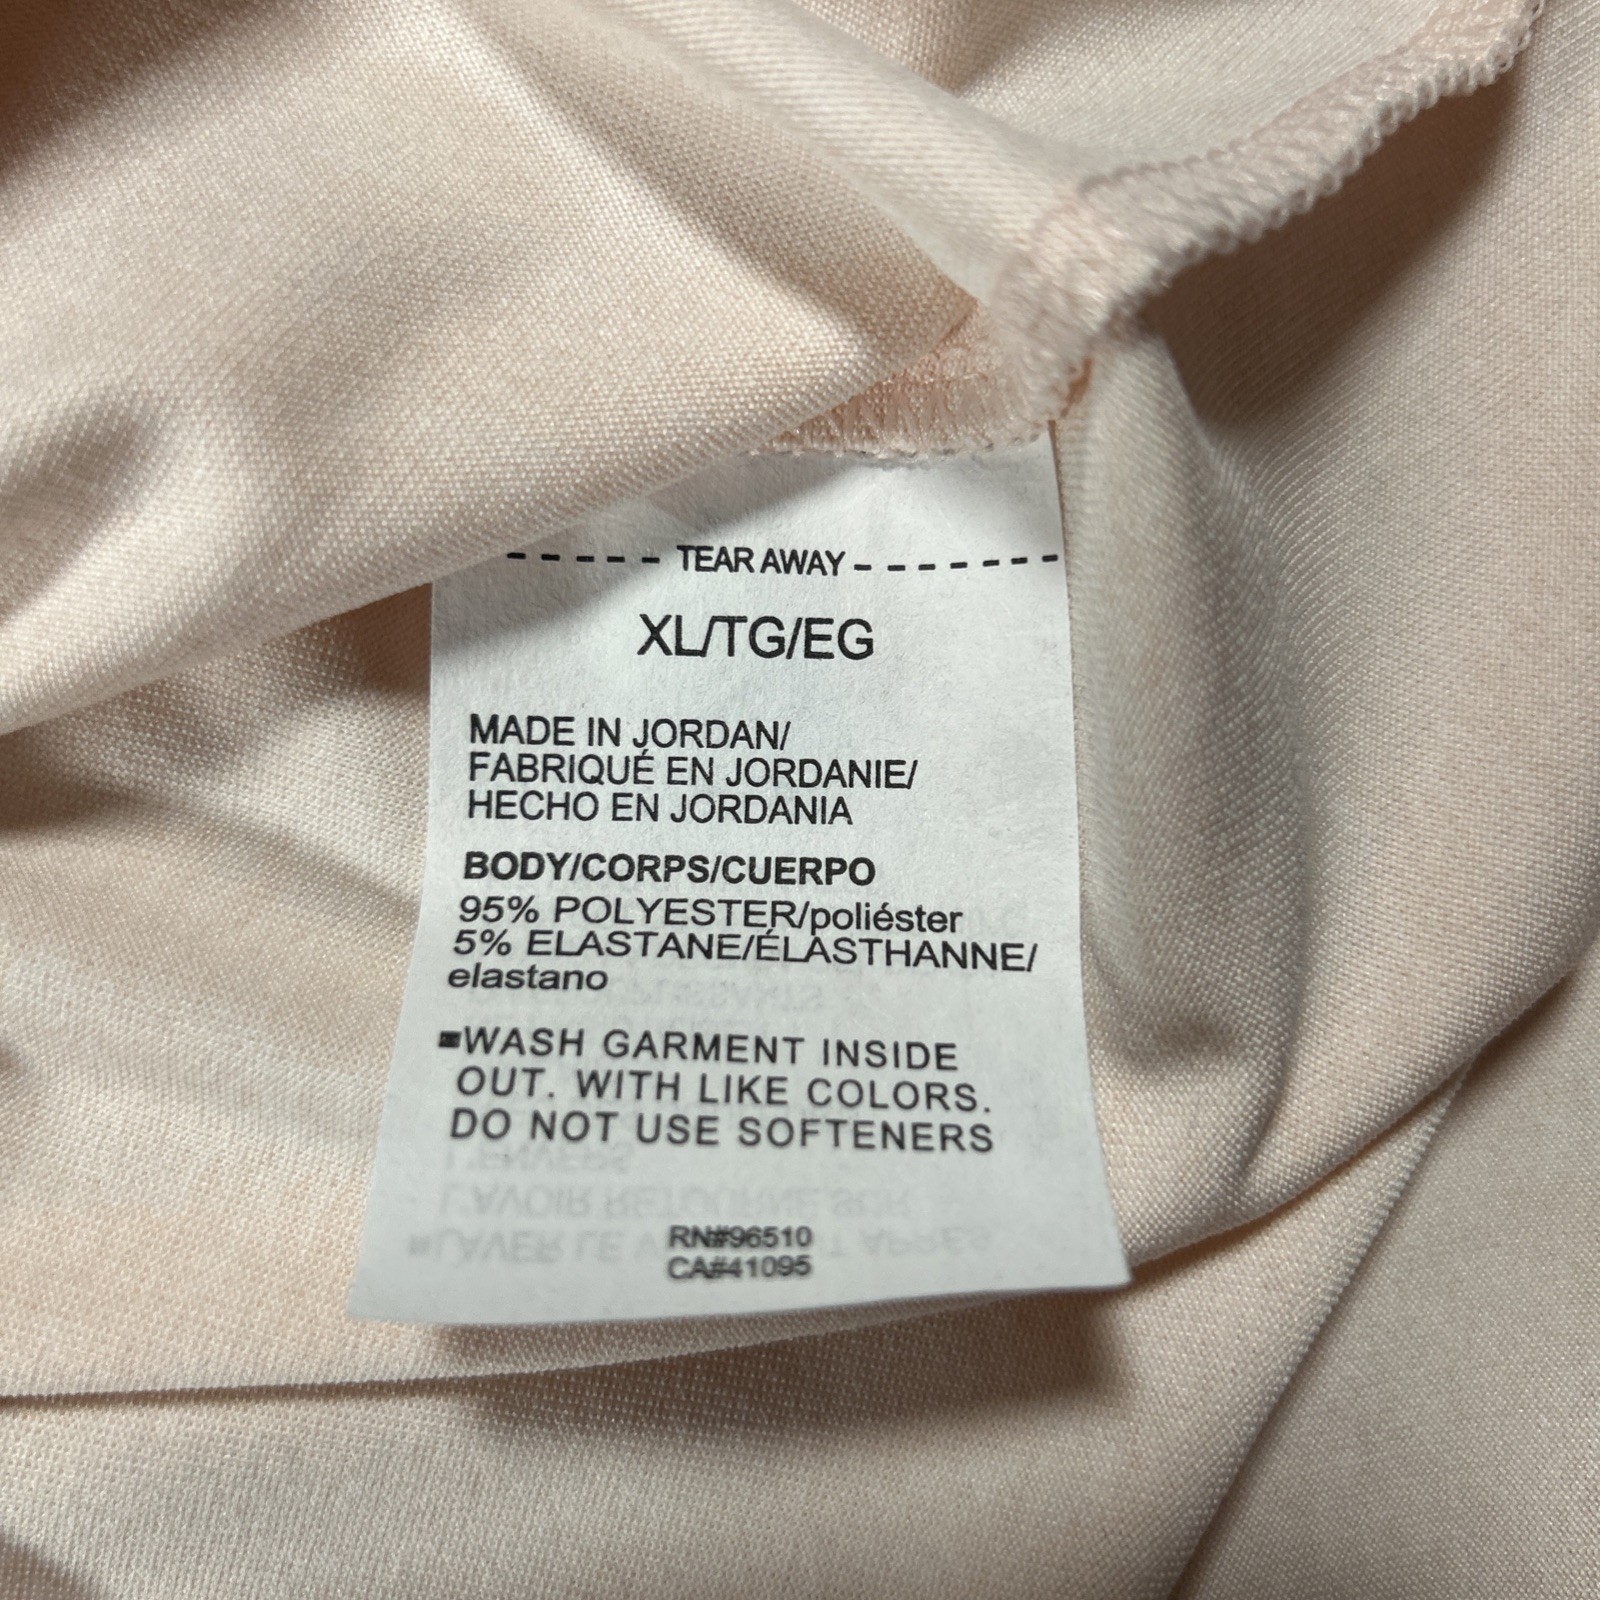 ----- TEAR AWAY -------
XL/TG/EG
MADE IN JORDAN/
FABRIQUÉ EN JORDANIE/
HECHO EN JORDANIA
BODY/CORPS/CUERPO
95% POLYESTER/poliéster
5% ELASTANE/ÉLASTHANNE/
elastano
■WASH GARMENT INSIDE
OUT. WITH LIKE COLORS.
DO NOT USE SOFTENERS
RN#96510
CA#41095